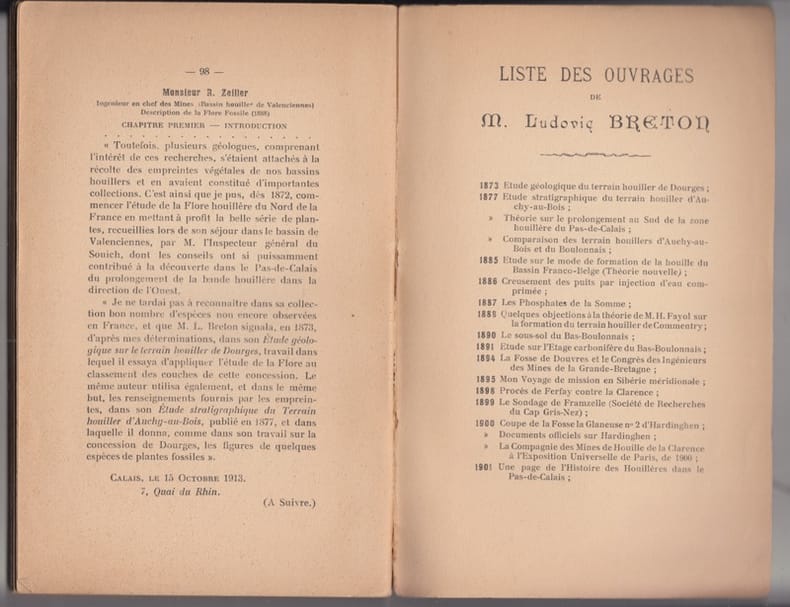 — 98 —
Monsieur R. Zeiller
Ingénieur en chef des Mines (Bassin houiller de Valenciennes)
Description de la Flore Fossile (1888)
CHAPITRE PREMIER — INTRODUCTION
. . . . . . . . . . . . . . . . . .
« Toutefois, plusieurs géologues, comprenant
l'intérêt de ces recherches, s'étaient attachés à la
récolte des empreintes végétales de nos bassins
houillers et en avaient constitué d'importantes
collections. C'est ainsi que je pus, dès 1872, com-
mencer l'étude de la Flore houillère du Nord de la
France en mettant à profit la belle série de plan-
tes, recueillies lors de son séjour dans le bassin de
Valenciennes, par M. l'Inspecteur général du
Souich, dont les conseils ont si puissamment
contribué à la découverte dans le Pas-de-Calais
du prolongement de la bande houillère dans la
direction de l'Ouest.
« Je ne tardai pas à reconnaître dans sa collec-
tion bon nombre d'espèces non encore observées
en France, et que M. L. Breton signala, en 1873,
d'après mes déterminations, dans son Étude géolo-
gique sur le terrain houiller de Dourges, travail dans
lequel il essaya d'appliquer l'étude de la Flore au
classement des couches de cette concession. Le
même auteur utilisa également, et dans le même
but, les renseignements fournis par les emprein-
tes, dans son Étude stratigraphique du Terrain
houiller d'Auchy-au-Bois, publié en 1877, et dans
laquelle il donna, comme dans son travail sur la
concession de Dourges, les figures de quelques
espèces de plantes fossiles ».
CALAIS, LE 15 OCTOBRE 1913.
7, Quai du Rhin.
(A Suivre.)
LISTE DES OUVRAGES
DE
M. Ludovic BRETON
1873 Etude géologique du terrain houiller de Dourges ;
1877 Etude stratigraphique du terrain houiller d'Au-
chy-au-Bois ;
» Théorie sur le prolongement au Sud de la zone
houillère du Pas-de-Calais ;
» Comparaison des terrain houillers d'Auchy-au-
Bois et du Boulonnais ;
1885 Etude sur le mode de formation de la houille du
Bassin Franco-Belge (Théorie nouvelle) ;
1886 Creusement des puits par injection d'eau com-
primée ;
1887 Les Phosphates de la Somme ;
1888 Quelques objections à la théorie de M. H. Fayol sur
la formation du terrain houiller de Commentry ;
1890 Le sous-sol du Bas-Boulonnais ;
1891 Etude sur l'Etage carbonifère du Bas-Boulonnais ;
1894 La Fosse de Douvres et le Congrès des Ingénieurs
des Mines de la Grande-Bretagne ;
1895 Mon Voyage de mission en Sibérie méridionale ;
1898 Procès de Ferfay contre la Clarence ;
1899 Le Sondage de Framzelle (Société de Recherches
du Cap Gris-Nez) ;
1900 Coupe de la Fosse la Glaneuse nº 2 d'Hardinghen ;
» Documents officiels sur Hardinghen ;
» La Compagnie des Mines de Houille de la Clarence
à l'Exposition Universelle de Paris, de 1900 ;
1901 Une page de l'Histoire des Houillères dans le
Pas-de-Calais ;